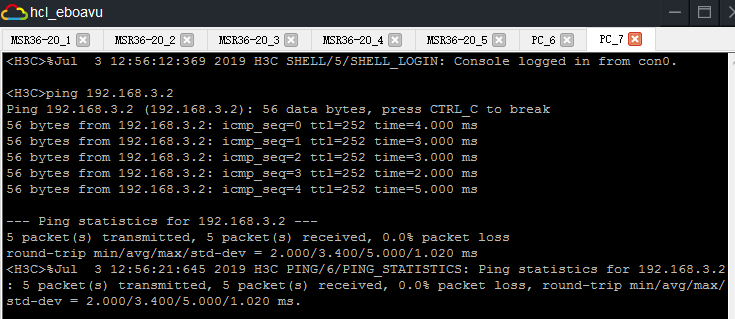 hcl_eboavu
MSR36-20_1 MSR36-20_2 MSR36-20_3 MSR36-20_4 MSR36-20_5 PC_6 PC_7
<H3C>%Jul  3 12:56:12:369 2019 H3C SHELL/5/SHELL_LOGIN: Console logged in from con0.
<H3C>ping 192.168.3.2
Ping 192.168.3.2 (192.168.3.2): 56 data bytes, press CTRL_C to break
56 bytes from 192.168.3.2: icmp_seq=0 ttl=252 time=4.000 ms
56 bytes from 192.168.3.2: icmp_seq=1 ttl=252 time=3.000 ms
56 bytes from 192.168.3.2: icmp_seq=2 ttl=252 time=3.000 ms
56 bytes from 192.168.3.2: icmp_seq=3 ttl=252 time=2.000 ms
56 bytes from 192.168.3.2: icmp_seq=4 ttl=252 time=5.000 ms
--- Ping statistics for 192.168.3.2 ---
5 packet(s) transmitted, 5 packet(s) received, 0.0% packet loss
round-trip min/avg/max/std-dev = 2.000/3.400/5.000/1.020 ms
<H3C>%Jul  3 12:56:21:645 2019 H3C PING/6/PING_STATISTICS: Ping statistics for 192.168.3.2
: 5 packet(s) transmitted, 5 packet(s) received, 0.0% packet loss, round-trip min/avg/max/
std-dev = 2.000/3.400/5.000/1.020 ms.